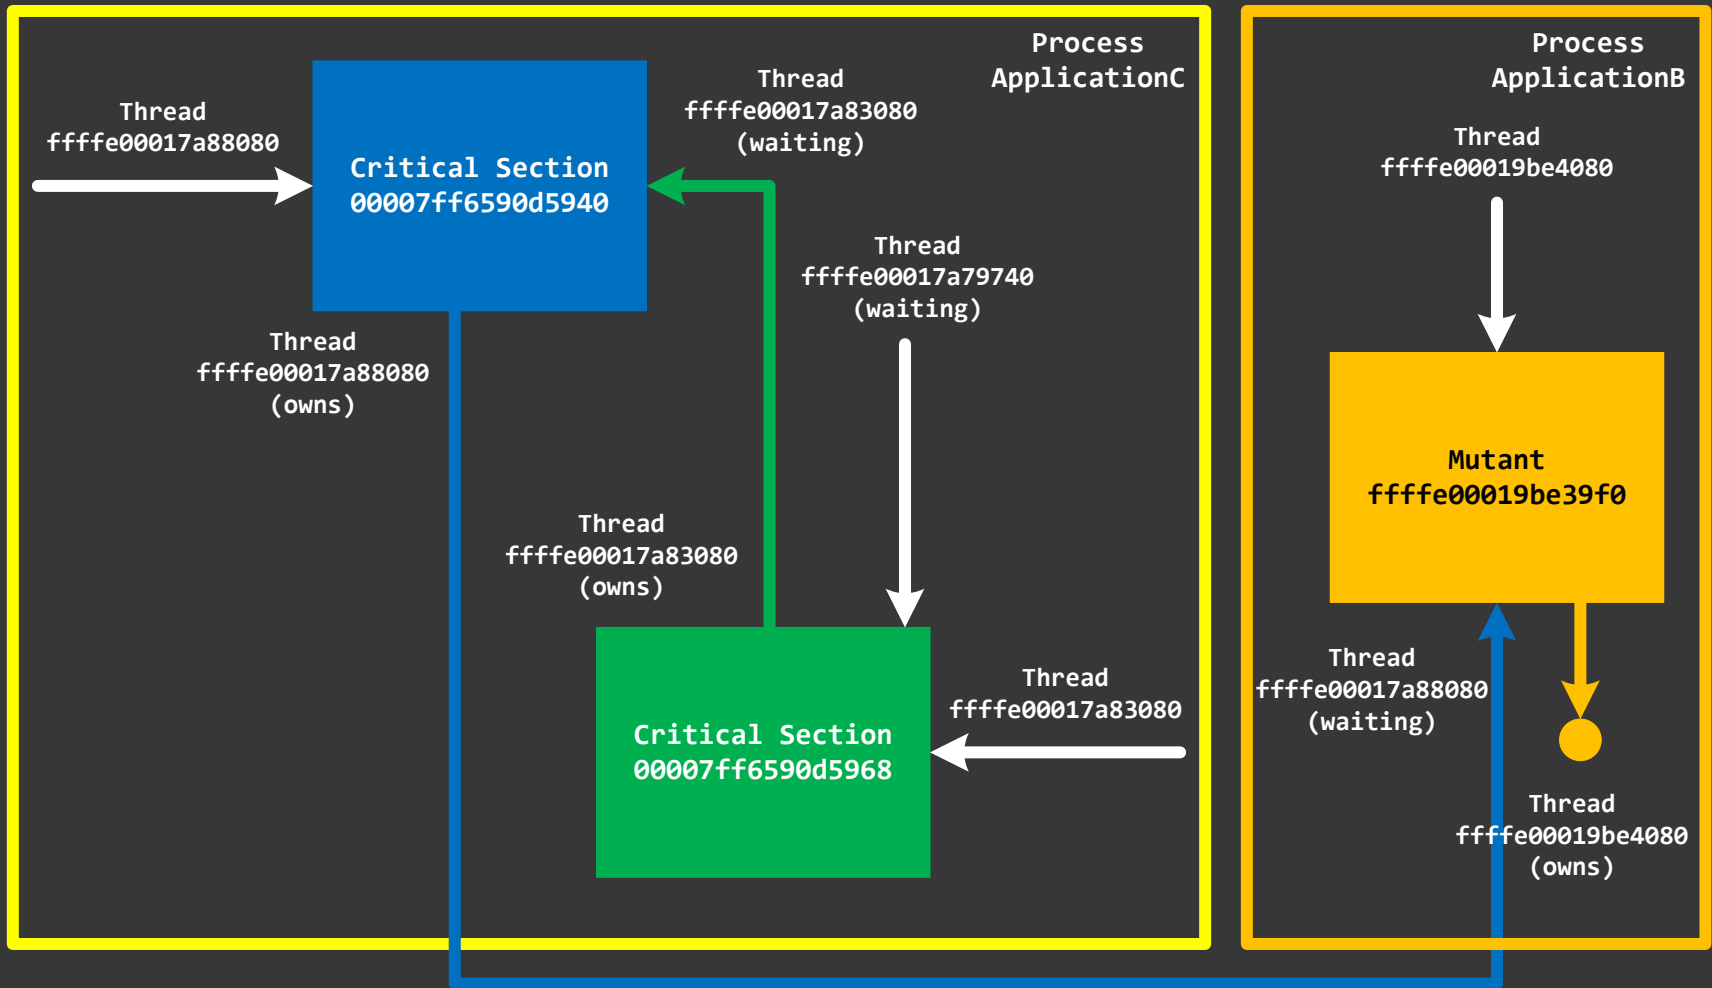 Process
ApplicationC
Thread
ffffe00017a88080
Critical Section
00007ff6590d5940
Thread
ffffe00017a83080
(waiting)
Thread
ffffe00017a79740
(waiting)
Thread
ffffe00017a88080
(owns)
Thread
ffffe00017a83080
(owns)
Critical Section
00007ff6590d5968
Thread
ffffe00017a83080
Process
ApplicationB
Thread
ffffe00019be4080
Mutant
ffffe00019be39f0
Thread
ffffe00017a88080
(waiting)
Thread
ffffe00019be4080
(owns)